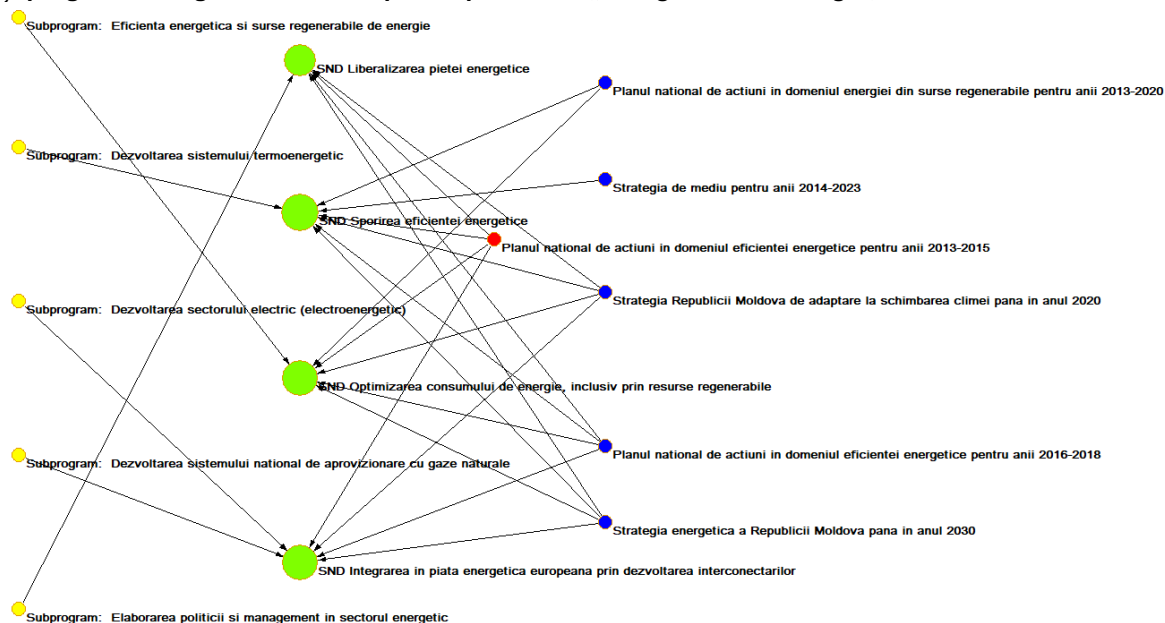 Subprogram: Eficienta energetica si surse regenerabile de energie
SND Liberalizarea pietei energetice
Planul national de actiuni in domeniul energiei din surse regenerabile pentru anii 2013-2020
Subprogram: Dezvoltarea sistemului termoenergetic
Strategia de mediu pentru anii 2014-2023
SND Sporirea eficientei energetice
Planul national de actiuni in domeniul eficientei energetice pentru anii 2013-2015
Strategia Republicii Moldova de adaptare la schimbarea climei pana in anul 2020
Subprogram: Dezvoltarea sectorului electric (electroenergetic)
SND Optimizarea consumului de energie, inclusiv prin resurse regenerabile
Planul national de actiuni in domeniul eficientei energetice pentru anii 2016-2018
Subprogram: Dezvoltarea sistemului national de aprovizionare cu gaze naturale
Strategia energetica a Republicii Moldova pana in anul 2030
SND Integrarea in piata energetica europeana prin dezvoltarea interconectarilor
Subprogram: Elaborarea politicii si management in sectorul energetic